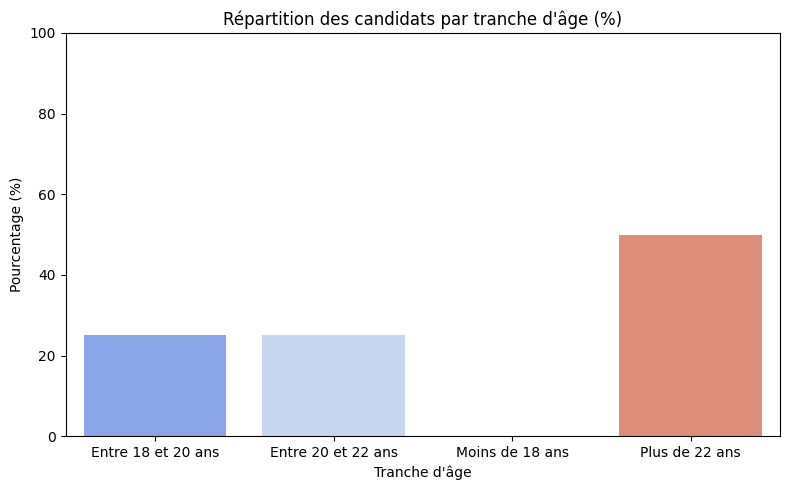 Répartition des candidats par tranche d'âge (%)
100
80
60
40
20
0
Pourcentage (%)
Entre 18 et 20 ans
Entre 20 et 22 ans
Moins de 18 ans
Plus de 22 ans
Tranche d'âge